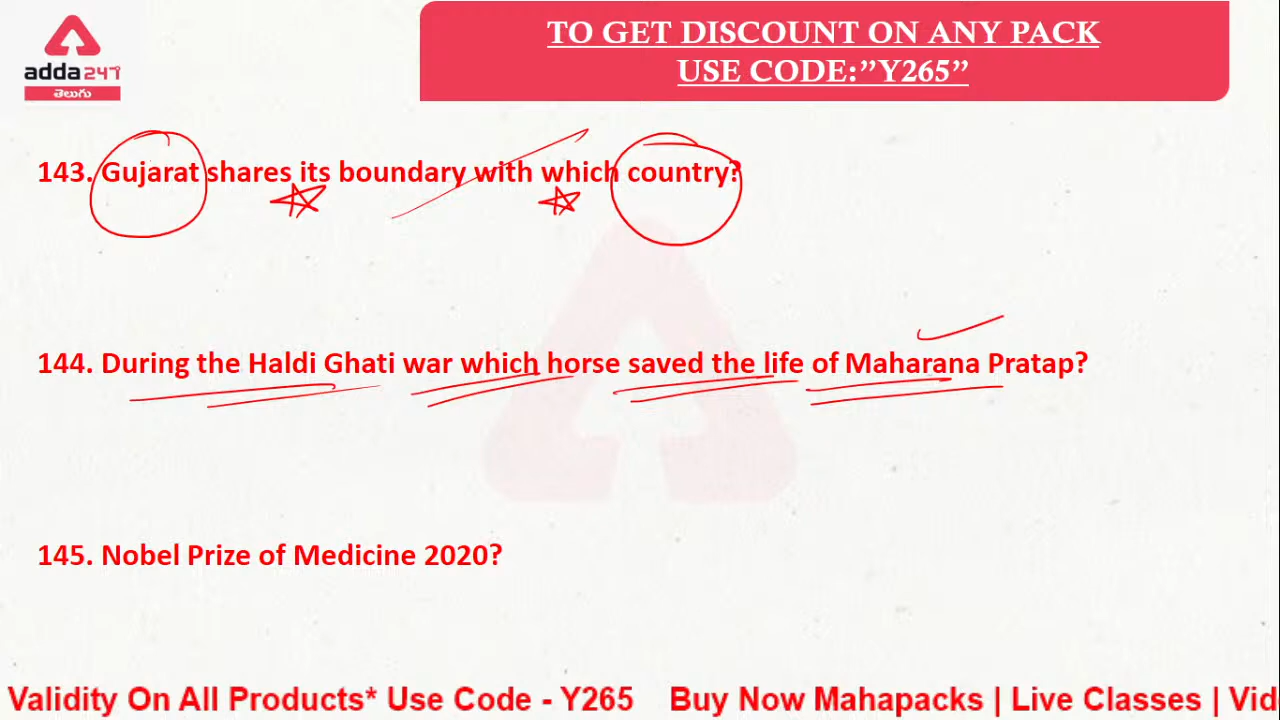 TO GET DISCOUNT ON ANY PACK
USE CODE:”Y265”
adda247
తెలుగు
143. Gujarat shares its boundary with which country?
144. During the Haldi Ghati war which horse saved the life of Maharana Pratap?
145. Nobel Prize of Medicine 2020?
Validity On All Products* Use Code - Y265 Buy Now Mahapacks | Live Classes | Vid